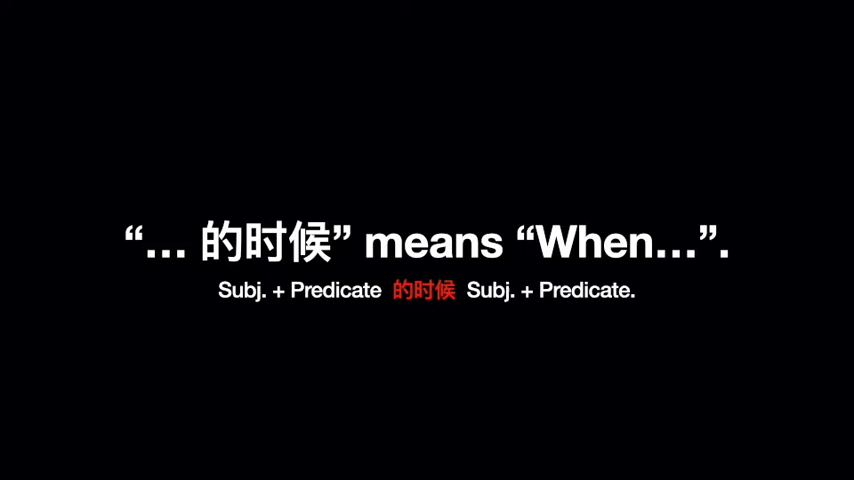 “... 的时候” means “When...”.
Subj. + Predicate 的时候 Subj. + Predicate.